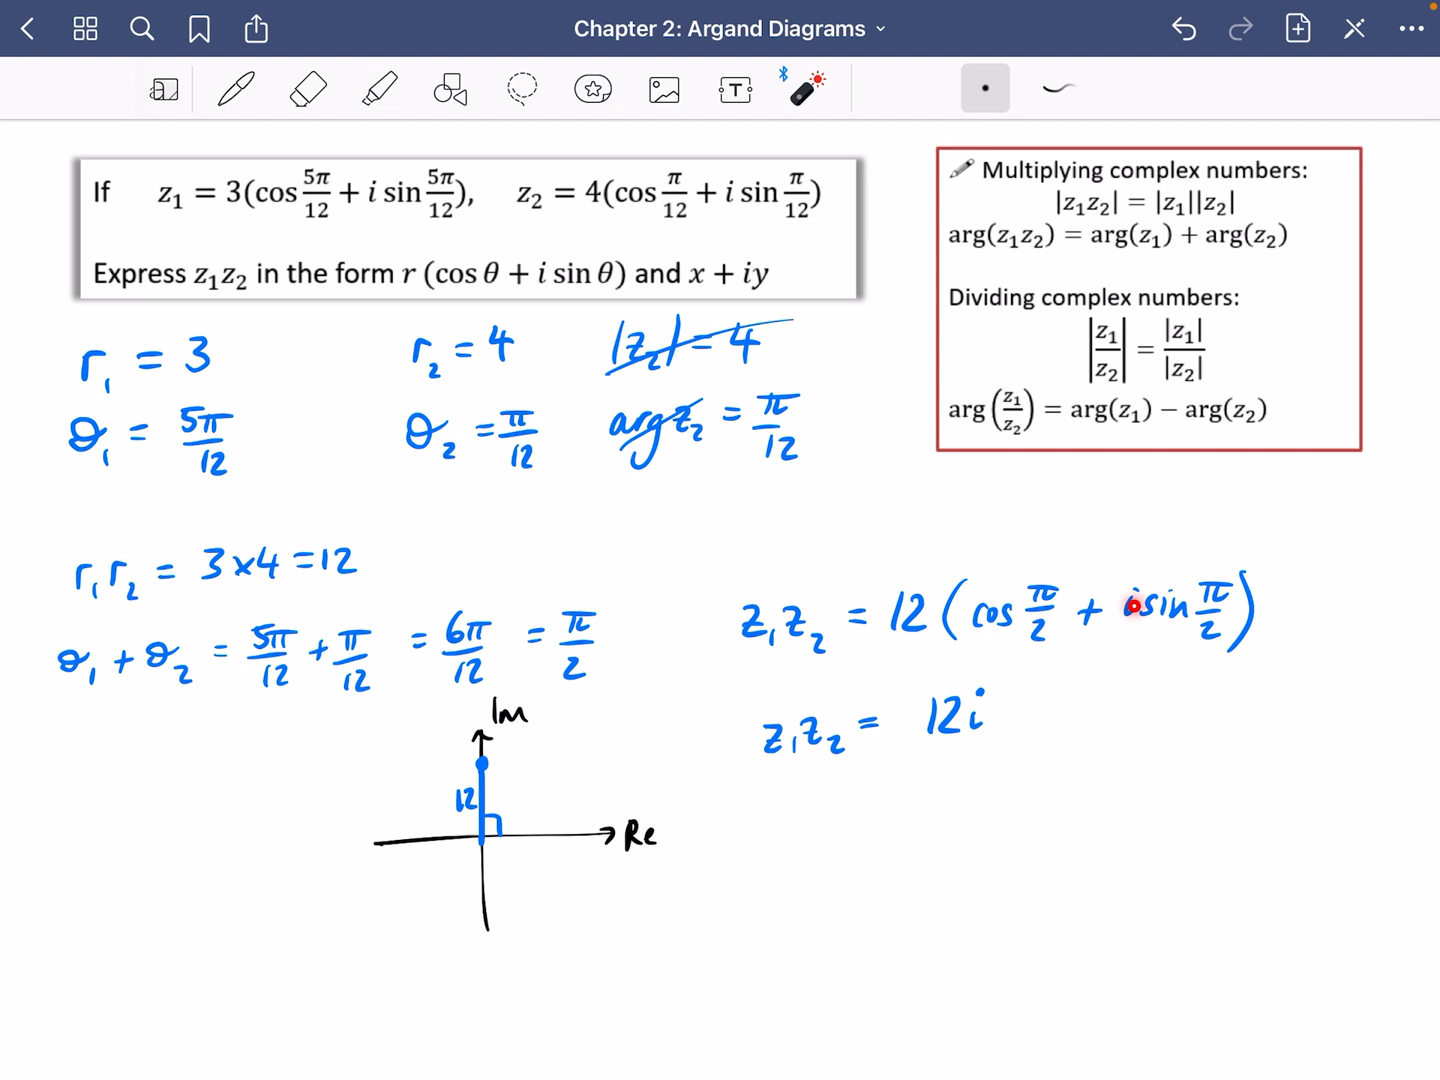 Chapter 2: Argand Diagrams
If z₁ = 3(cos 5π/12 + i sin 5π/12), z₂ = 4(cos π/12 + i sin π/12)
Express z₁z₂ in the form r (cos θ + i sin θ) and x + iy
Multiplying complex numbers:
|z₁z₂| = |z₁||z₂|
arg(z₁z₂) = arg(z₁) + arg(z₂)
Dividing complex numbers:
|z₁/z₂| = |z₁|/|z₂|
arg(z₁/z₂) = arg(z₁) − arg(z₂)
r₁ = 3
θ₁ = 5π/12
r₂ = 4
θ₂ = π/12
|z₂| = 4
arg z₂ = π/12
r₁r₂ = 3 × 4 = 12
θ₁ + θ₂ = 5π/12 + π/12 = 6π/12 = π/2
z₁z₂ = 12 (cos π/2 + i sin π/2)
z₁z₂ = 12i
Im
12
Re